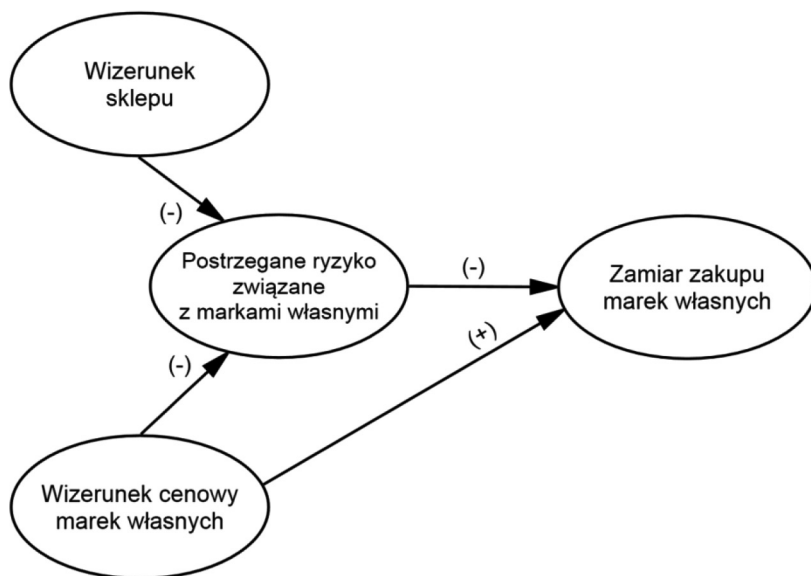 Wizerunek
sklepu
(-)
Postrzegane ryzyko
związane
z markami własnymi
(-)
Zamiar zakupu
marek własnych
(+)
(-)
Wizerunek cenowy
marek własnych